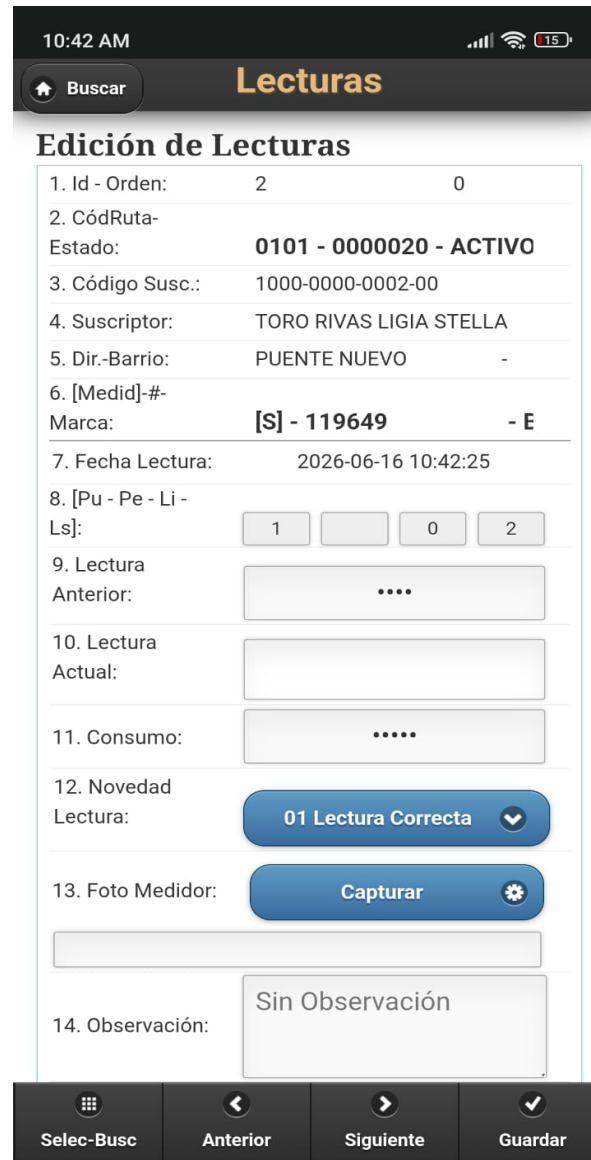 10:42 AM 15
Buscar
Lecturas
Edición de Lecturas
1. Id - Orden: 2 0
2. CódRuta-
Estado: 0101 - 0000020 - ACTIVO
3. Código Susc.: 1000-0000-0002-00
4. Suscriptor: TORO RIVAS LIGIA STELLA
5. Dir.-Barrio: PUENTE NUEVO -
6. [Medid]-#-
Marca: [S] - 119649 - E
7. Fecha Lectura: 2026-06-16 10:42:25
8. [Pu - Pe - Li -
Ls]: 1 0 2
9. Lectura
Anterior: ••••
10. Lectura
Actual:
11. Consumo: •••••
12. Novedad
Lectura: 01 Lectura Correcta
13. Foto Medidor: Capturar
Sin Observación
14. Observación:
Selec-Busc Anterior Siguiente Guardar